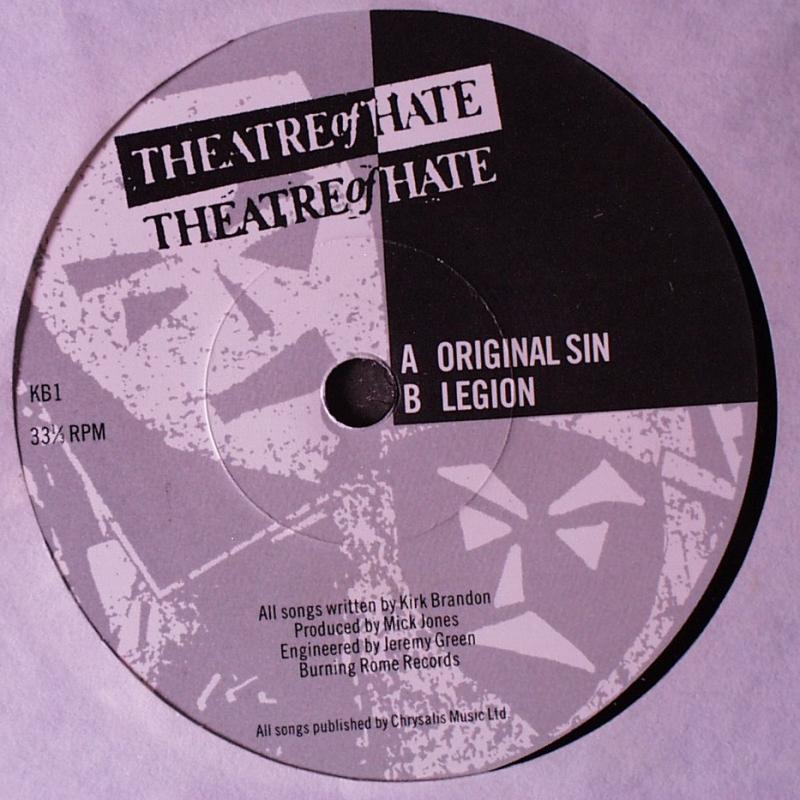 THEATRE of HATE
THEATRE of HATE
A ORIGINAL SIN
B LEGION
KB1
33⅓ RPM
All songs written by Kirk Brandon
Produced by Mick Jones
Engineered by Jeremy Green
Burning Rome Records
All songs published by Chrysalis Music Ltd